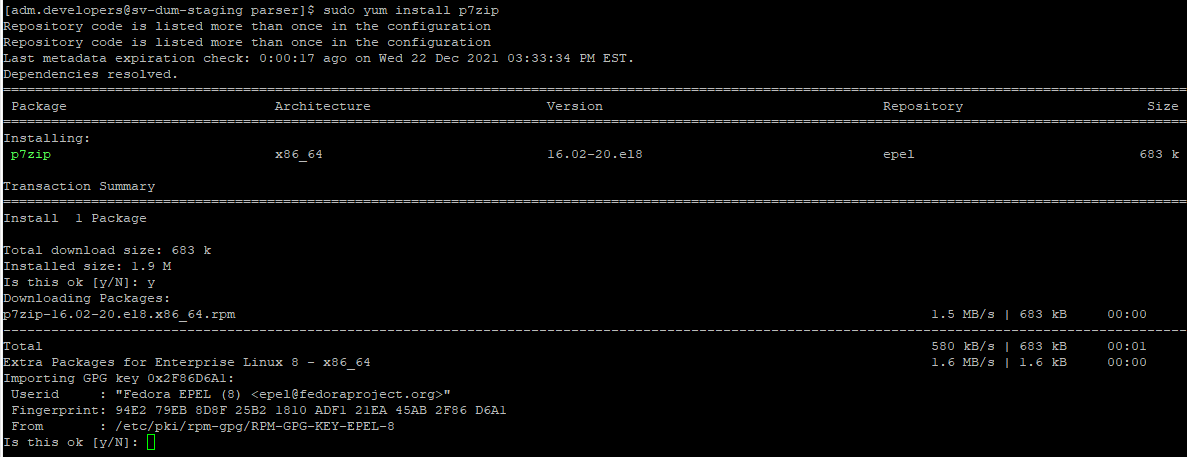 [adm.developers@sv-dum-staging parser]$ sudo yum install p7zip
Repository code is listed more than once in the configuration
Repository code is listed more than once in the configuration
Last metadata expiration check: 0:00:17 ago on Wed 22 Dec 2021 03:33:34 PM EST.
Dependencies resolved.
Package Architecture Version Repository Size
Installing:
p7zip x86_64 16.02-20.el8 epel 683 k
Transaction Summary
Install 1 Package
Total download size: 683 k
Installed size: 1.9 M
Is this ok [y/N]: y
Downloading Packages:
p7zip-16.02-20.el8.x86_64.rpm 1.5 MB/s | 683 kB 00:00
Total 580 kB/s | 683 kB 00:01
Extra Packages for Enterprise Linux 8 - x86_64 1.6 MB/s | 1.6 kB 00:00
Importing GPG key 0x2F86D6A1:
Userid : "Fedora EPEL (8) <epel@fedoraproject.org>"
Fingerprint: 94E2 79EB 8D8F 25B2 1810 ADF1 21EA 45AB 2F86 D6A1
From : /etc/pki/rpm-gpg/RPM-GPG-KEY-EPEL-8
Is this ok [y/N]: